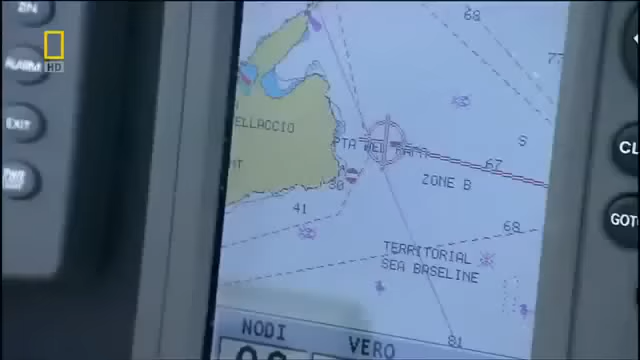 HD
ALARM
EXIT
68
77
ELLACCIO
PTA
67
S
ZONE B
30
41
68
TERRITORIAL
SEA BASELINE
81
NODI
VERO
CL
GOT